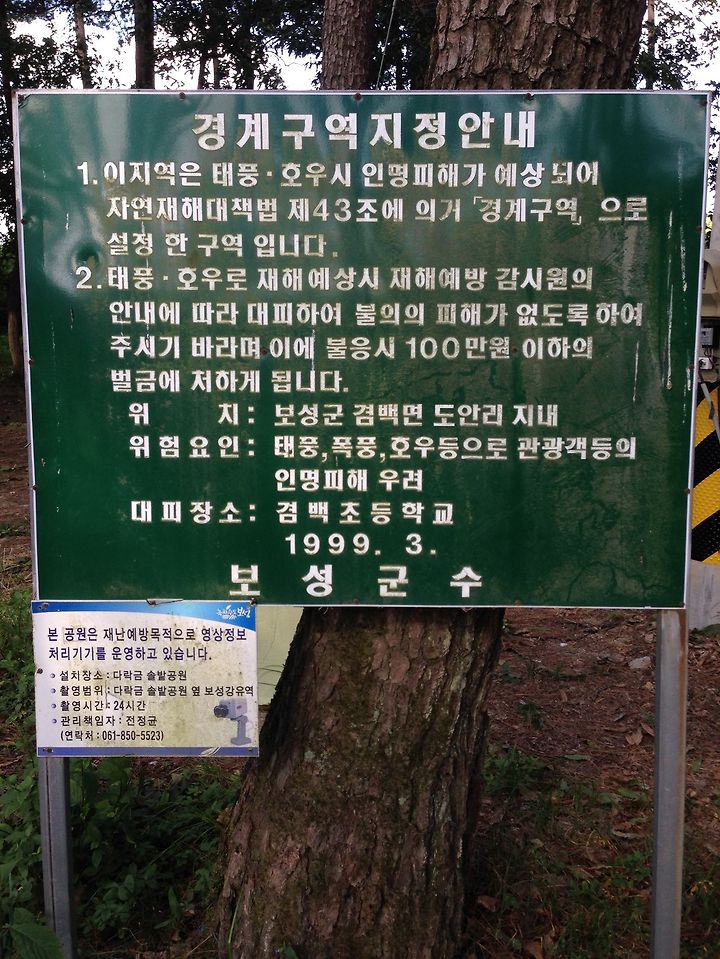 경계구역지정안내
1. 이지역은 태풍·호우시 인명피해가 예상되어
자연재해대책법 제43조에 의거 「경계구역」 으로
설정 한 구역 입니다.
2. 태풍·호우로 재해예상시 재해예방 감시원의
안내에 따라 대피하여 불의의 피해가 없도록 하여
주시기 바라며 이에 불응시 100만원 이하의
벌금에 처하게 됩니다.
위 치 : 보성군 겸백면 도안리 지내
위험요인 : 태풍,폭풍,호우등으로 관광객등의
인명피해 우려
대피장소 : 겸백초등학교
1999. 3.
보성군수
녹차수도 보성
본 공원은 재난예방목적으로 영상정보
처리기기를 운영하고 있습니다.
설치장소 : 다락금 솔밭공원
촬영범위 : 다락금 솔밭공원 옆 보성강유역
촬영시간 : 24시간
관리책임자 : 전정균
(연락처 : 061-850-5523)